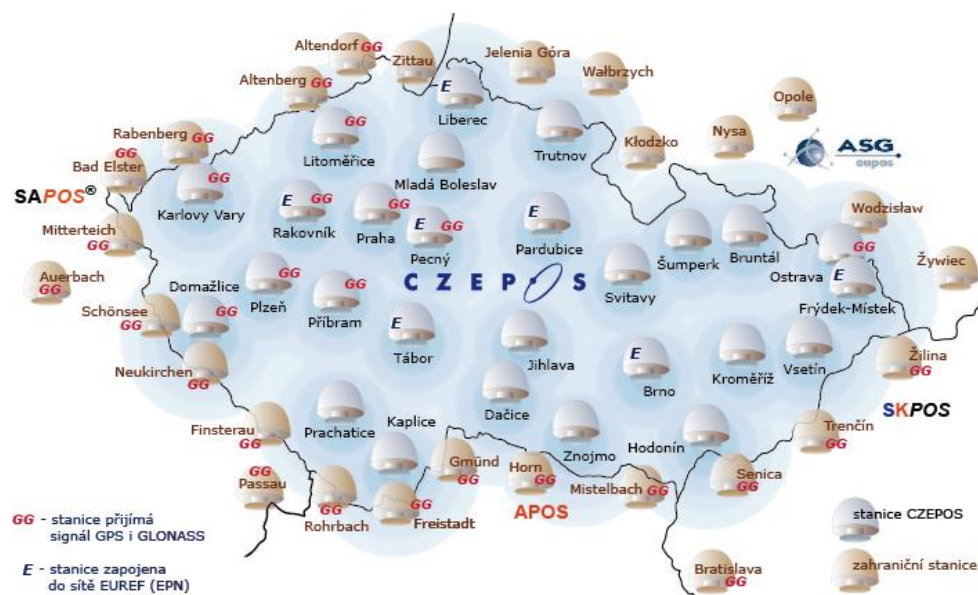 Altendorf GG
Zittau
Jelenia Góra
Wałbrzych
Altenberg GG
E
Liberec
Opole
Rabenberg GG
GG
Litoměřice
Trutnov
Kłodzko
Nysa
ASG
eupos
GG
Bad Elster
Mladá Boleslav
SAPOS®
GG
Karlovy Vary
E GG
Rakovník
GG
Praha
E GG
Pecný
E
Pardubice
Wodzisław
Mitterteich
GG
Šumperk
Bruntál
GG
Ostrava
Żywiec
Auerbach
GG
Domažlice
GG
Plzeň
GG
Příbram
CZEPOS
Svitavy
E
Frýdek-Místek
Schönsee
GG
GG
E
Tábor
Jihlava
E
Brno
Kroměříž
Vsetín
Žilina
GG
Neukirchen
GG
SKPOS
Prachatice
Kaplice
Dačice
Znojmo
Hodonín
Trenčín
GG
Finsterau
GG
GG
Passau
Gmünd
GG
Horn
GG
Mistelbach GG
Senica
GG
APOS
Rohrbach
GG
GG
Freistadt
Bratislava
GG
GG - stanice přijímá
signál GPS i GLONASS
E - stanice zapojena
do sítě EUREF (EPN)
stanice CZEPOS
zahraniční stanice